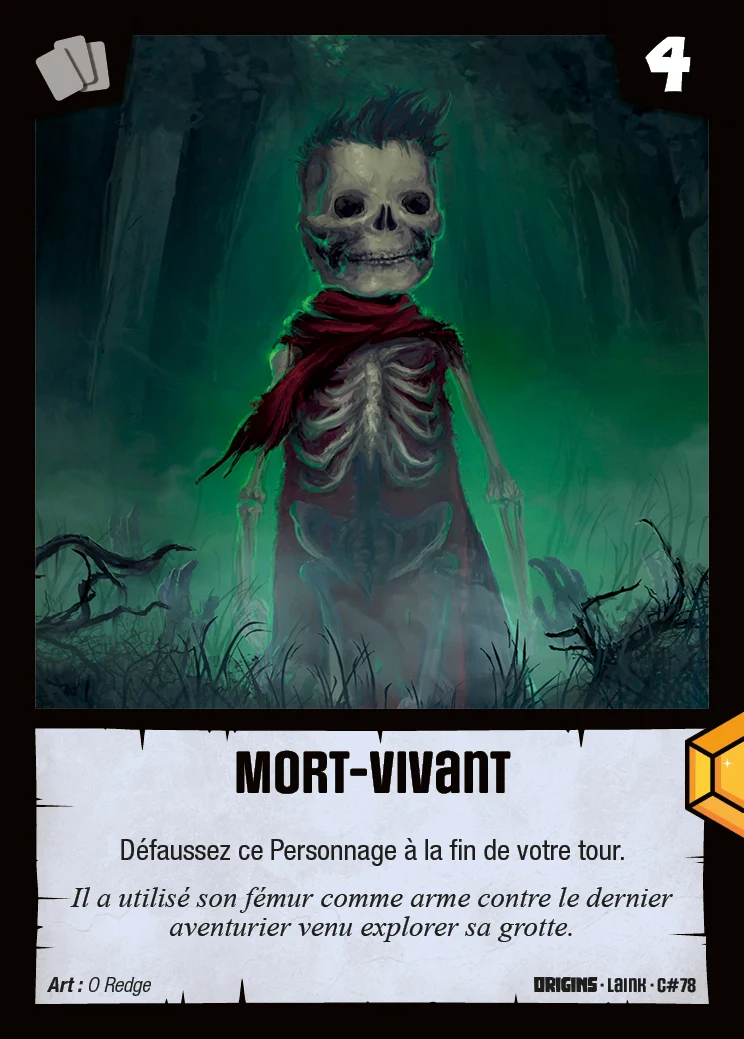 4
MORT-VIVANT
Défaussez ce Personnage à la fin de votre tour.
Il a utilisé son fémur comme arme contre le dernier
aventurier venu explorer sa grotte.
Art : O Redge
ORIGINS · LAINK · C#78